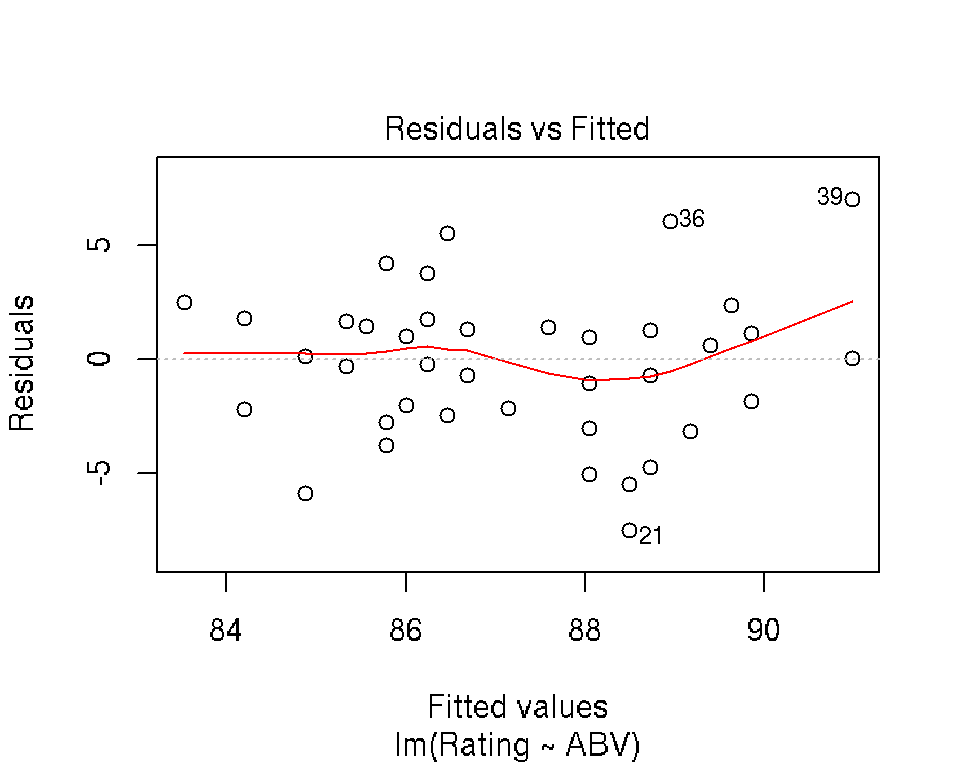 Residuals vs Fitted
39
36
5
0
-5
21
84 86 88 90
Residuals
Fitted values
lm(Rating ~ ABV)